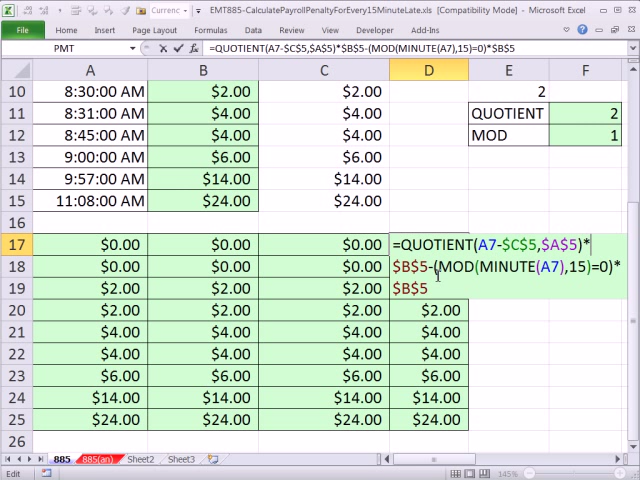 Currenc
EMT885-CalculatePayrollPenaltyForEvery15MinuteLate.xls [Compatibility Mode] - Microsoft Excel
File Home Insert Page Layout Formulas Data Review View Developer Add-Ins
PMT =QUOTIENT(A7-$C$5,$A$5)*$B$5-(MOD(MINUTE(A7),15)=0)*$B$5
A B C D E F
10 8:30:00 AM $2.00 $2.00 2
11 8:31:00 AM $4.00 $4.00 QUOTIENT 2
12 8:45:00 AM $4.00 $4.00 MOD 1
13 9:00:00 AM $6.00 $6.00
14 9:57:00 AM $14.00 $14.00
15 11:08:00 AM $24.00 $24.00
16
17 $0.00 $0.00 $0.00 =QUOTIENT(A7-$C$5,$A$5)*
18 $0.00 $0.00 $0.00 $B$5-(MOD(MINUTE(A7),15)=0)*
19 $2.00 $2.00 $2.00 $B$5
20 $2.00 $2.00 $2.00 $2.00
21 $4.00 $4.00 $4.00 $4.00
22 $4.00 $4.00 $4.00 $4.00
23 $6.00 $6.00 $6.00 $6.00
24 $14.00 $14.00 $14.00 $14.00
25 $24.00 $24.00 $24.00 $24.00
26
885 885(an) Sheet2 Sheet3
Edit 145%